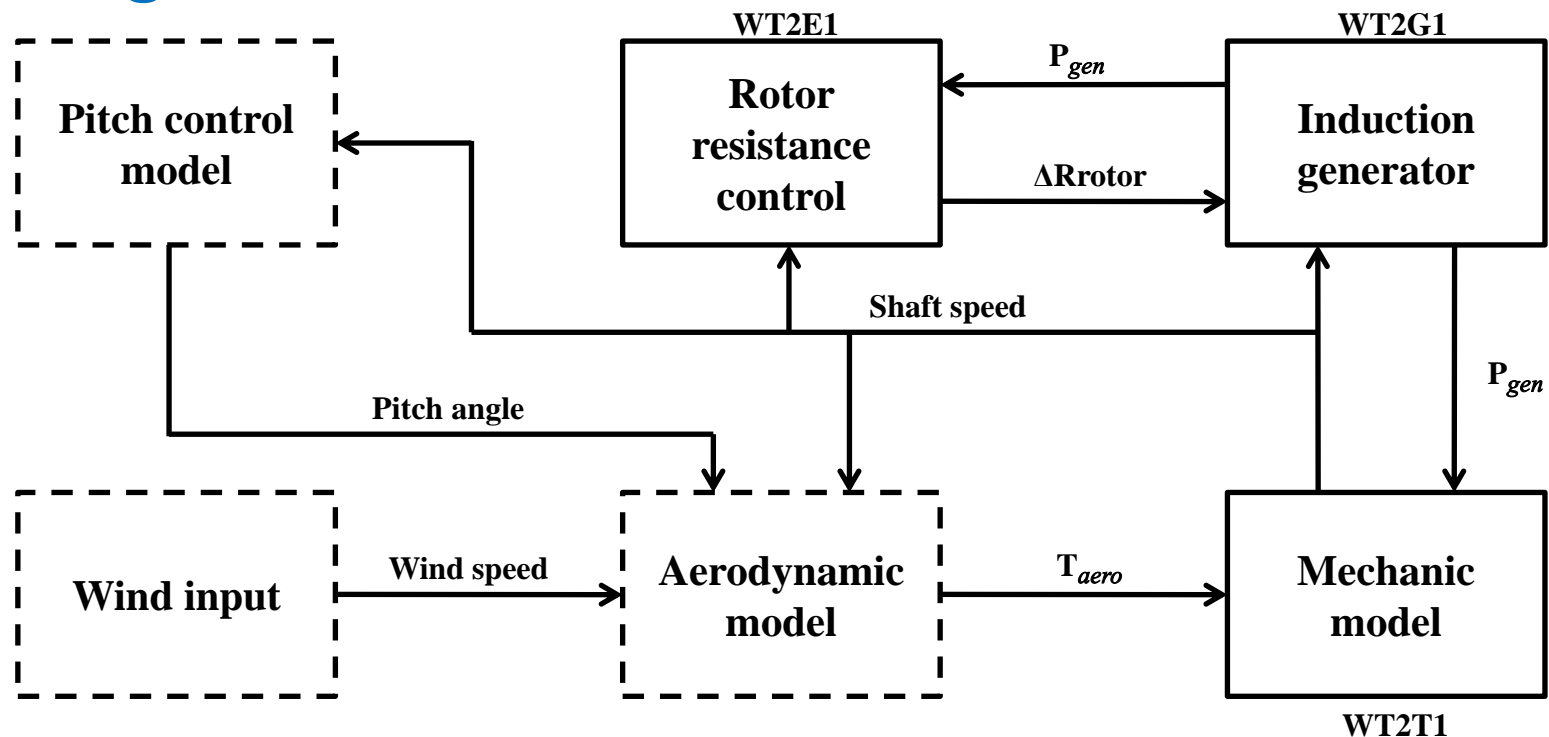 WT2E1
WT2G1
Pitch control
model
Rotor
resistance
control
Pgen
ΔRrotor
Induction
generator
Shaft speed
Pgen
Pitch angle
Wind input
Wind speed
Aerodynamic
model
Taero
Mechanic
model
WT2T1